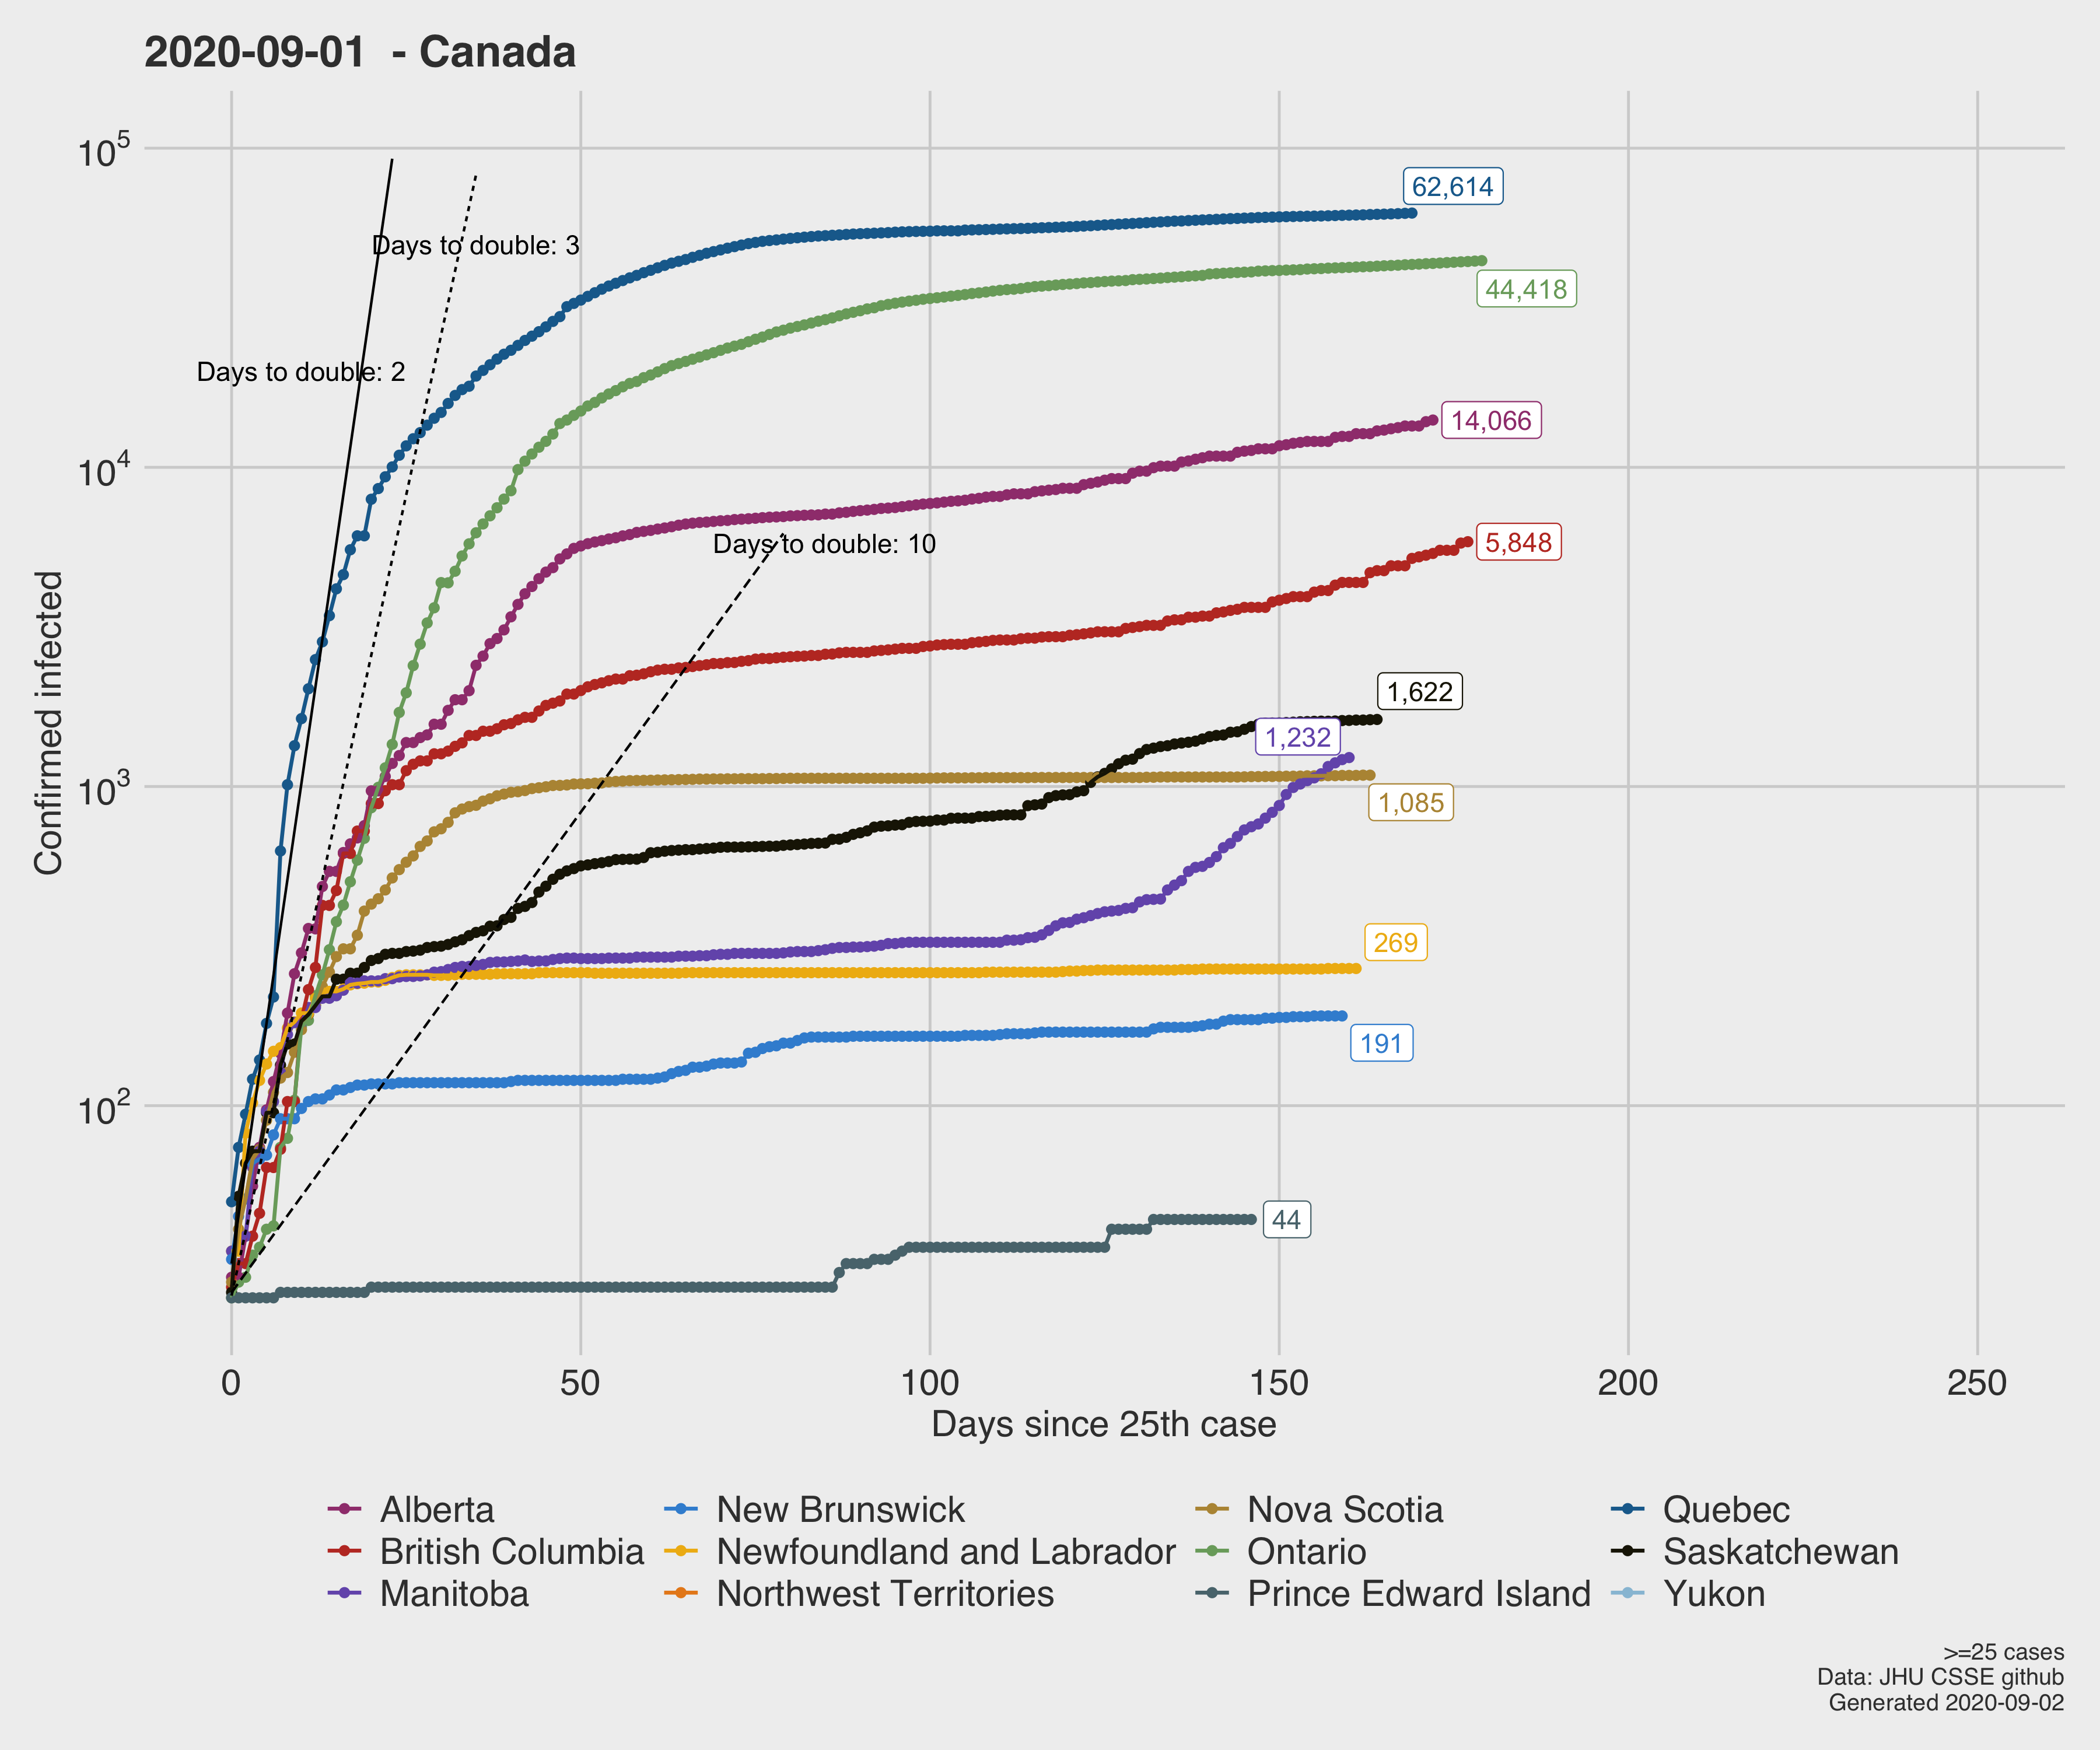 2020-09-01 - Canada
10^5
10^4
10^3
10^2
Confirmed infected
62,614
Days to double: 3
44,418
Days to double: 2
14,066
Days to double: 10
5,848
1,622
1,232
1,085
269
191
44
0 50 100 150 200 250
Days since 25th case
Alberta New Brunswick Nova Scotia Quebec
British Columbia Newfoundland and Labrador Ontario Saskatchewan
Manitoba Northwest Territories Prince Edward Island Yukon
>=25 cases
Data: JHU CSSE github
Generated 2020-09-02